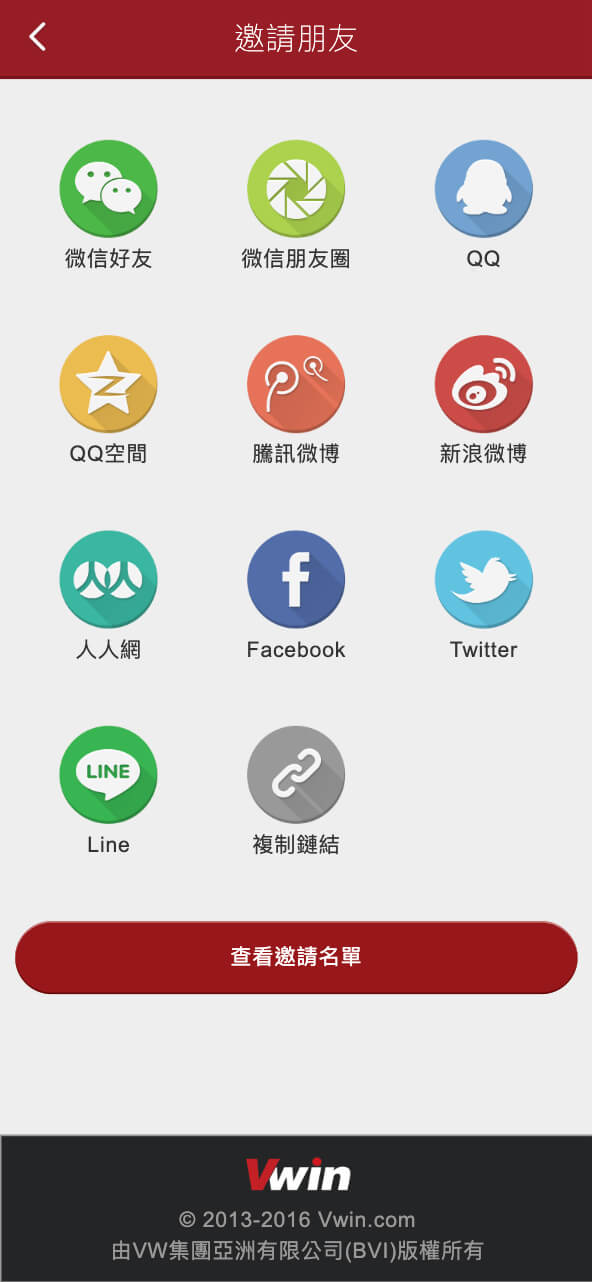 邀請朋友
微信好友
微信朋友圈
QQ
QQ空間
騰訊微博
新浪微博
人人網
Facebook
Twitter
LINE
Line
複制鏈結
查看邀請名單
Vwin
© 2013-2016 Vwin.com
由VW集團亞洲有限公司(BVI)版權所有